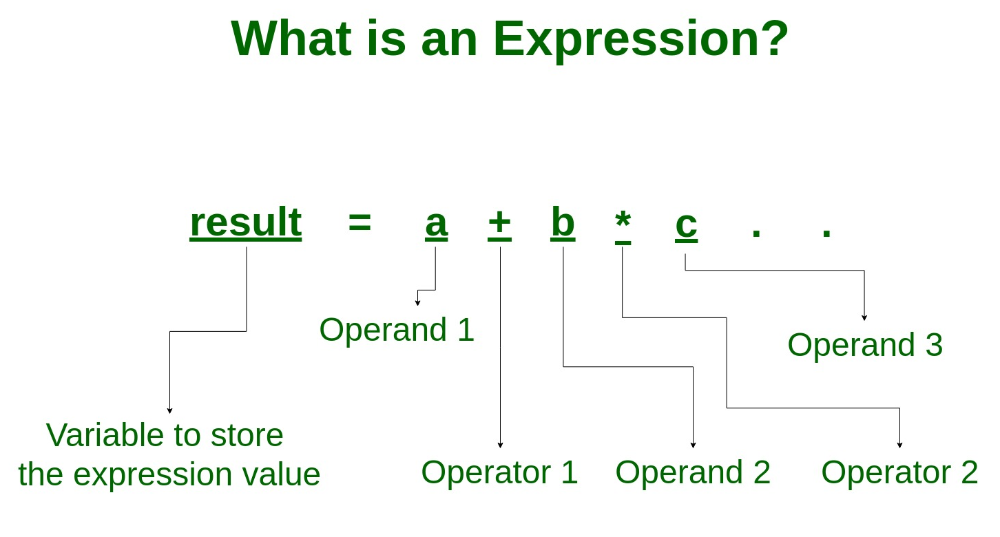 What is an Expression?
result = a + b * c . .
Operand 1
Operand 3
Variable to store
the expression value
Operator 1 Operand 2 Operator 2